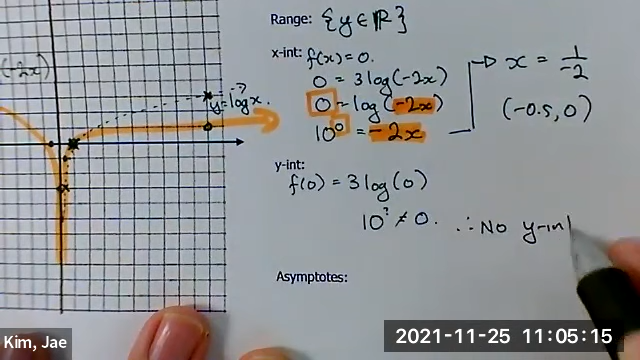 Range: {y∈ℝ}
(-2x)
x-int: f(x)=0.
0 = 3log(-2x)
0 = log(-2x)
10⁰ = -2x
→ x = 1/-2
(-0.5, 0)
y=logx.
y-int:
f(0) = 3log(0)
10^? ≠ 0. ∴ No y-int
Asymptotes:
Kim, Jae
2021-11-25 11:05:15